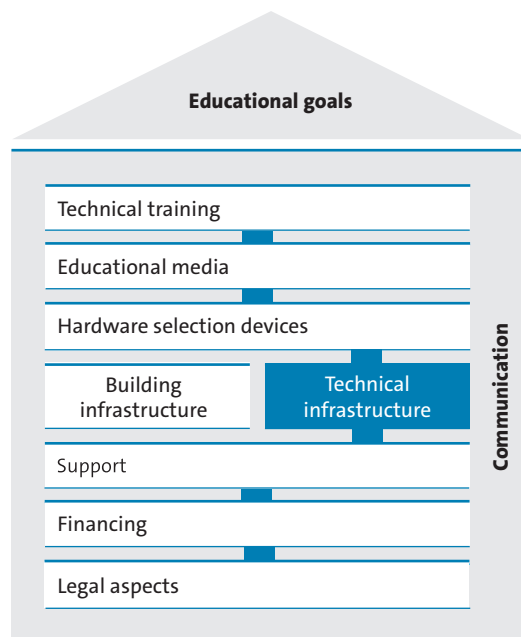 Educational goals
Technical training
Educational media
Hardware selection devices
Building
infrastructure
Technical
infrastructure
Support
Financing
Legal aspects
Communication